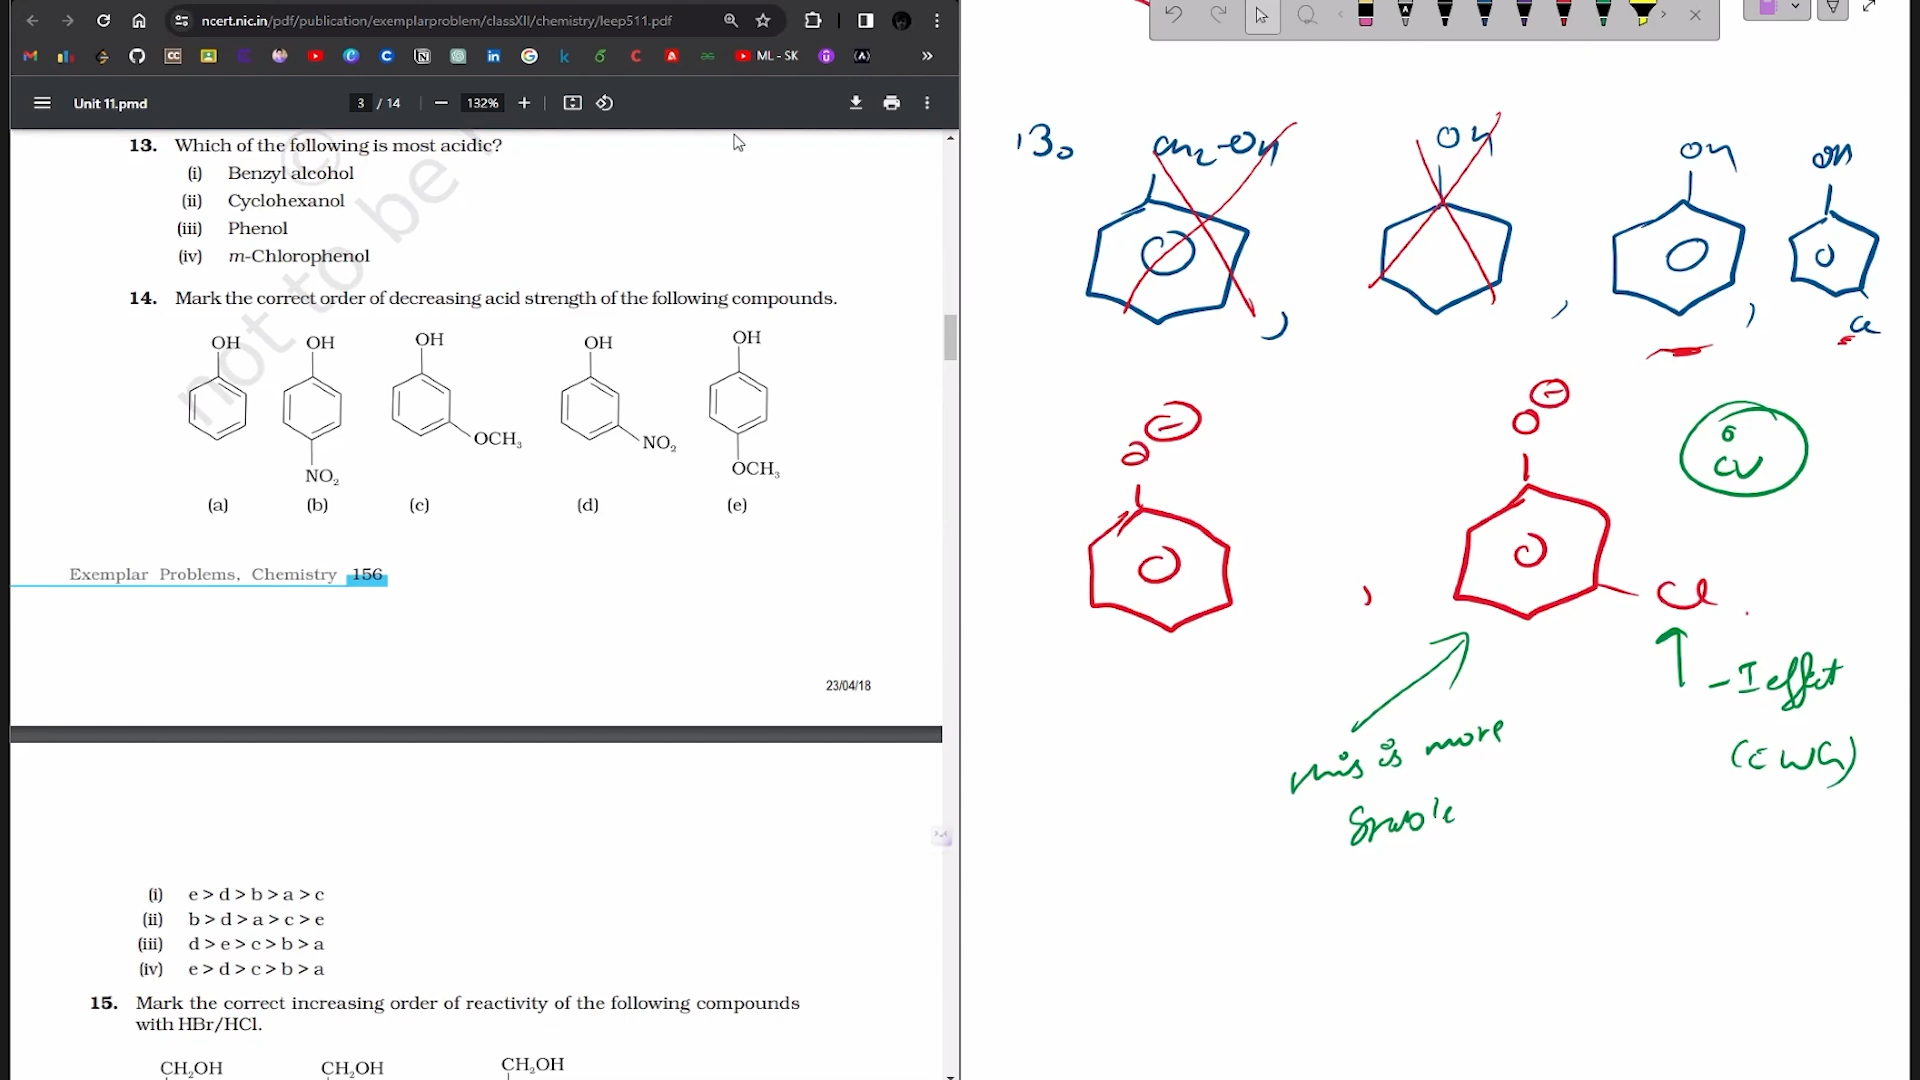 ncert.nic.in/pdf/publication/exemplarproblem/classXII/chemistry/leep511.pdf
ML - SK
Unit 11.pmd
3 / 14
132%
not to be
©
13. Which of the following is most acidic?
(i) Benzyl alcohol
(ii) Cyclohexanol
(iii) Phenol
(iv) m-Chlorophenol
14. Mark the correct order of decreasing acid strength of the following compounds.
OH OH OH OH OH
NO₂ OCH₃ NO₂ OCH₃
(a) (b) (c) (d) (e)
Exemplar Problems, Chemistry 156
23/04/18
(i) e > d > b > a > c
(ii) b > d > a > c > e
(iii) d > e > c > b > a
(iv) e > d > c > b > a
15. Mark the correct increasing order of reactivity of the following compounds
with HBr/HCl.
CH₂OH CH₂OH CH₂OH
13.
CH₂-OH , OH , OH , OH
Cl
O⊖ , O⊖
Cl
-I effect
(EWG)
this is more
stable